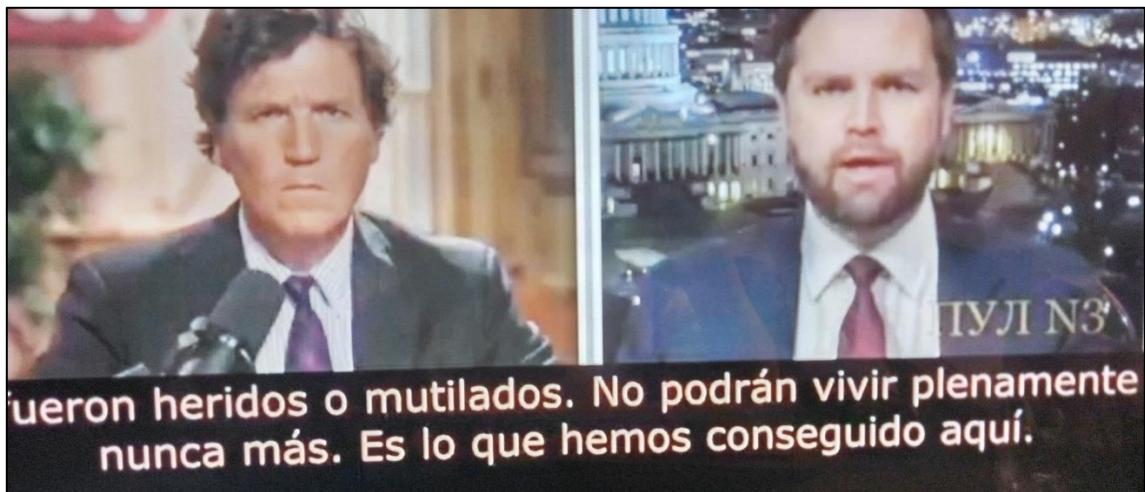 ПУЛ N3
fueron heridos o mutilados. No podrán vivir plenamente
nunca más. Es lo que hemos conseguido aquí.